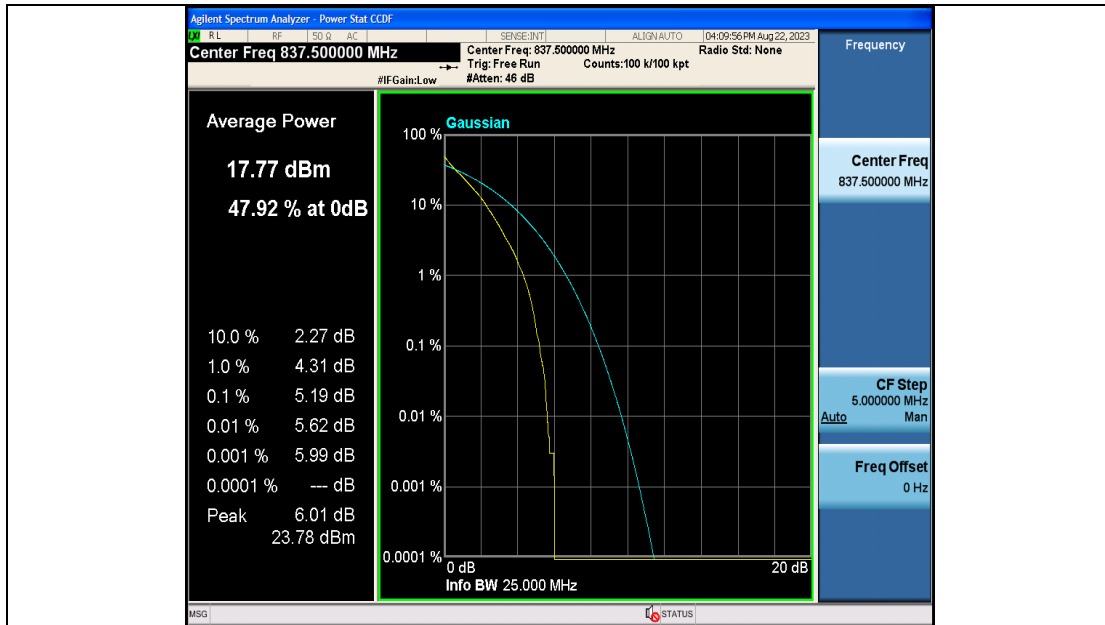 Agilent Spectrum Analyzer - Power Stat CCDF
LXI RL RF 50 Ω AC SENSE:INT ALIGN AUTO 04:09:56 PM Aug 22, 2023
Center Freq 837.500000 MHz
Center Freq: 837.500000 MHz Radio Std: None
Trig: Free Run Counts:100 k/100 kpt
#IFGain:Low #Atten: 46 dB
Average Power
17.77 dBm
47.92 % at 0dB
10.0 % 2.27 dB
1.0 % 4.31 dB
0.1 % 5.19 dB
0.01 % 5.62 dB
0.001 % 5.99 dB
0.0001 % --- dB
Peak 6.01 dB
23.78 dBm
Gaussian
100 %
10 %
1 %
0.1 %
0.01 %
0.001 %
0.0001 %
0 dB 20 dB
Info BW 25.000 MHz
Frequency
Center Freq
837.500000 MHz
CF Step
5.000000 MHz
Auto Man
Freq Offset
0 Hz
MSG STATUS